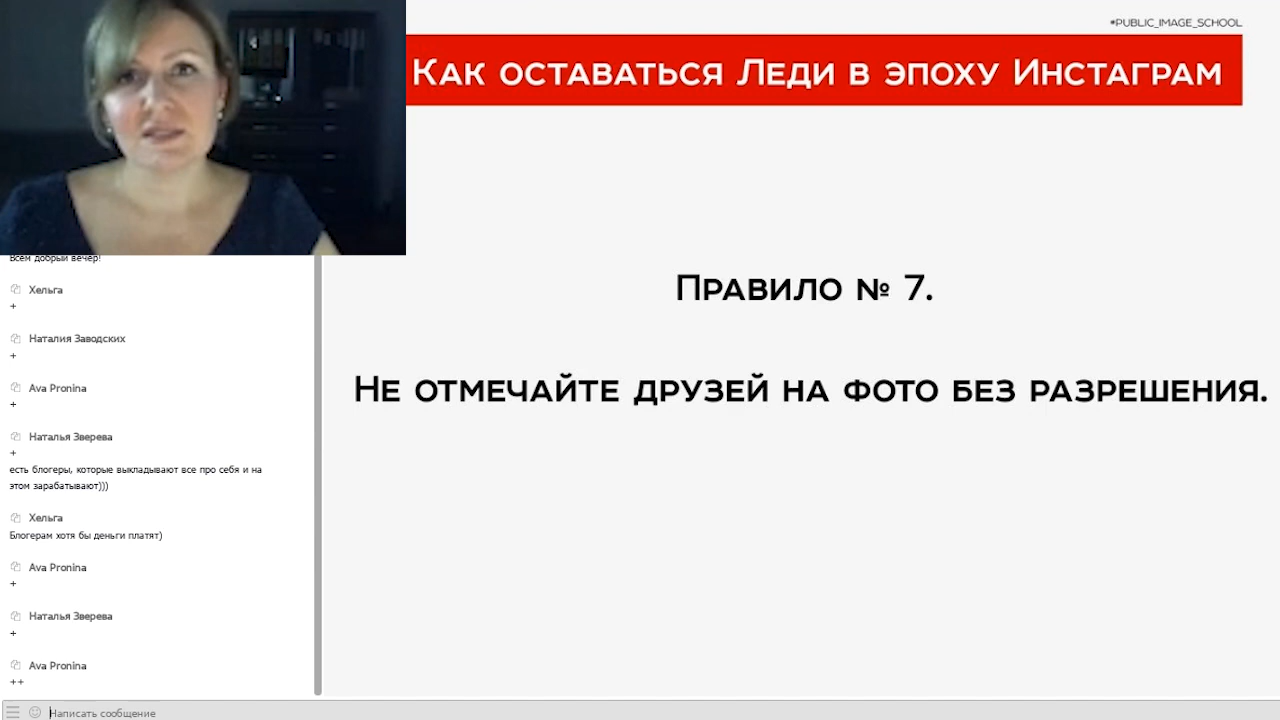 #PUBLIC_IMAGE_SCHOOL
Как оставаться Леди в эпоху Инстаграм
Правило № 7.
Не отмечайте друзей на фото без разрешения.
Всем добрый вечер!
Хельга
+
Наталия Заводских
+
Ava Pronina
+
Наталья Зверева
+
есть блогеры, которые выкладывают все про себя и на
этом зарабатывают)))
Хельга
Блогерам хотя бы деньги платят)
Ava Pronina
+
Наталья Зверева
+
Ava Pronina
++
Написать сообщение